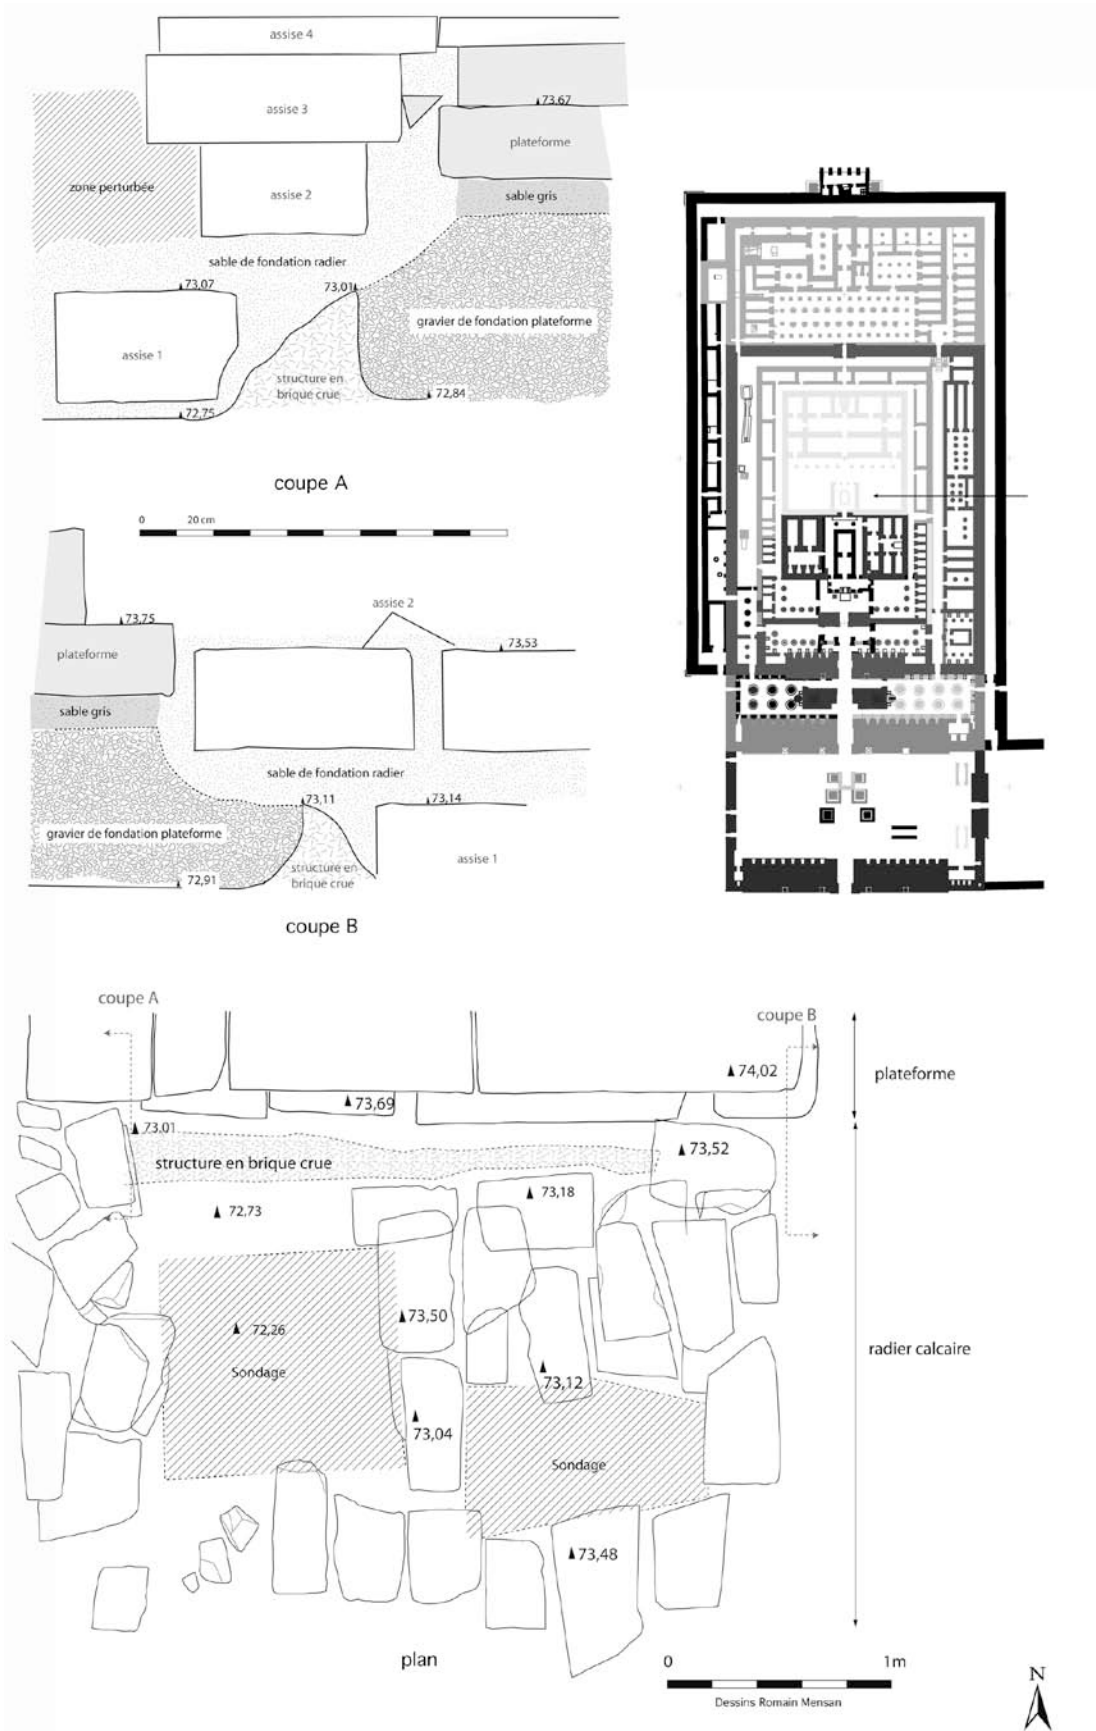 assise 4
73,67
assise 3
plateforme
zone perturbée
assise 2
sable gris
sable de fondation radier
73,07
73,01
gravier de fondation plateforme
assise 1
structure en
brique crue
72,84
72,75
coupe A
0 20 cm
assise 2
73,75
73,53
plateforme
sable gris
sable de fondation radier
73,11
73,14
gravier de fondation plateforme
assise 1
structure en
brique crue
72,91
coupe B
coupe A
coupe B
74,02
plateforme
73,69
73,01
73,52
structure en brique crue
73,18
72,73
73,50
72,26
radier calcaire
Sondage
73,12
73,04
Sondage
73,48
plan
0 1m
Dessins Romain Mensan
N